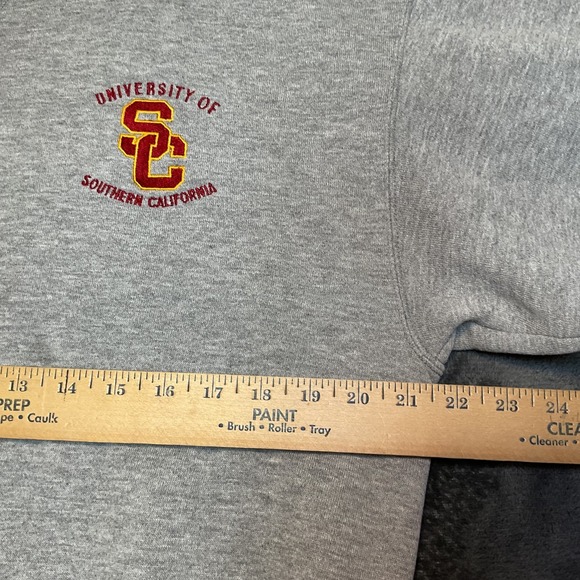 UNIVERSITY OF
SC
SOUTHERN CALIFORNIA
13 14 15 16 17 18 19 20 21 22 23 24
PREP PAINT CLEA
pe • Caulk • Brush • Roller • Tray • Cleaner •